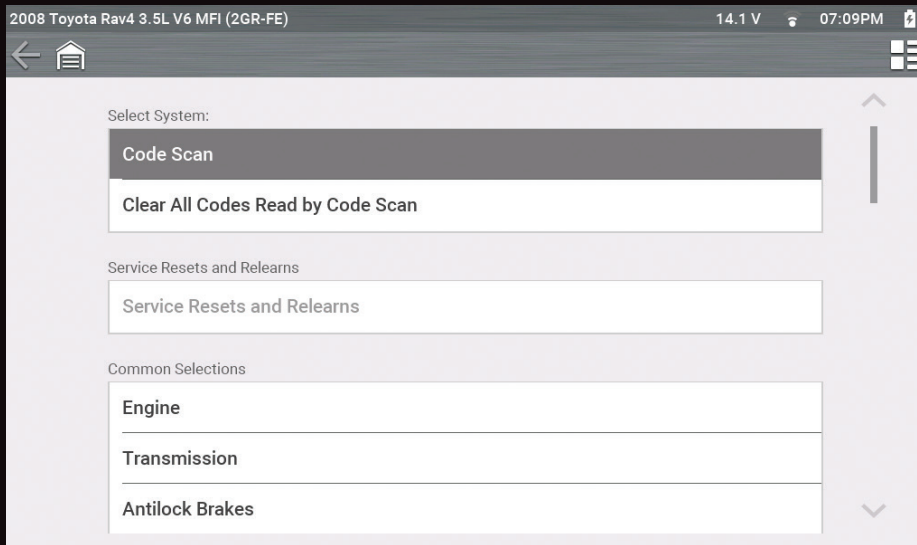 2008 Toyota Rav4 3.5L V6 MFI (2GR-FE) 14.1 V 07:09PM
Select System:
Code Scan
Clear All Codes Read by Code Scan
Service Resets and Relearns
Service Resets and Relearns
Common Selections
Engine
Transmission
Antilock Brakes